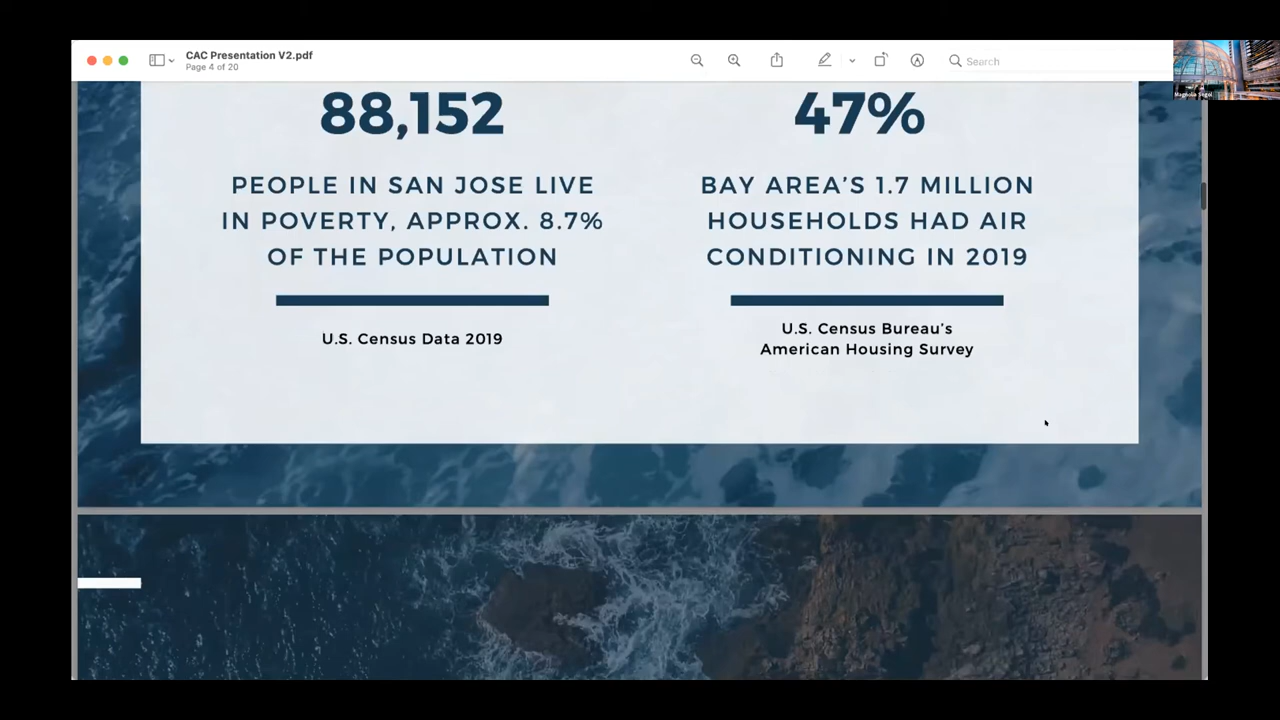 CAC Presentation V2.pdf
Page 4 of 20
Search
Magnolia Segol
88,152
PEOPLE IN SAN JOSE LIVE
IN POVERTY, APPROX. 8.7%
OF THE POPULATION
U.S. Census Data 2019
47%
BAY AREA'S 1.7 MILLION
HOUSEHOLDS HAD AIR
CONDITIONING IN 2019
U.S. Census Bureau's
American Housing Survey